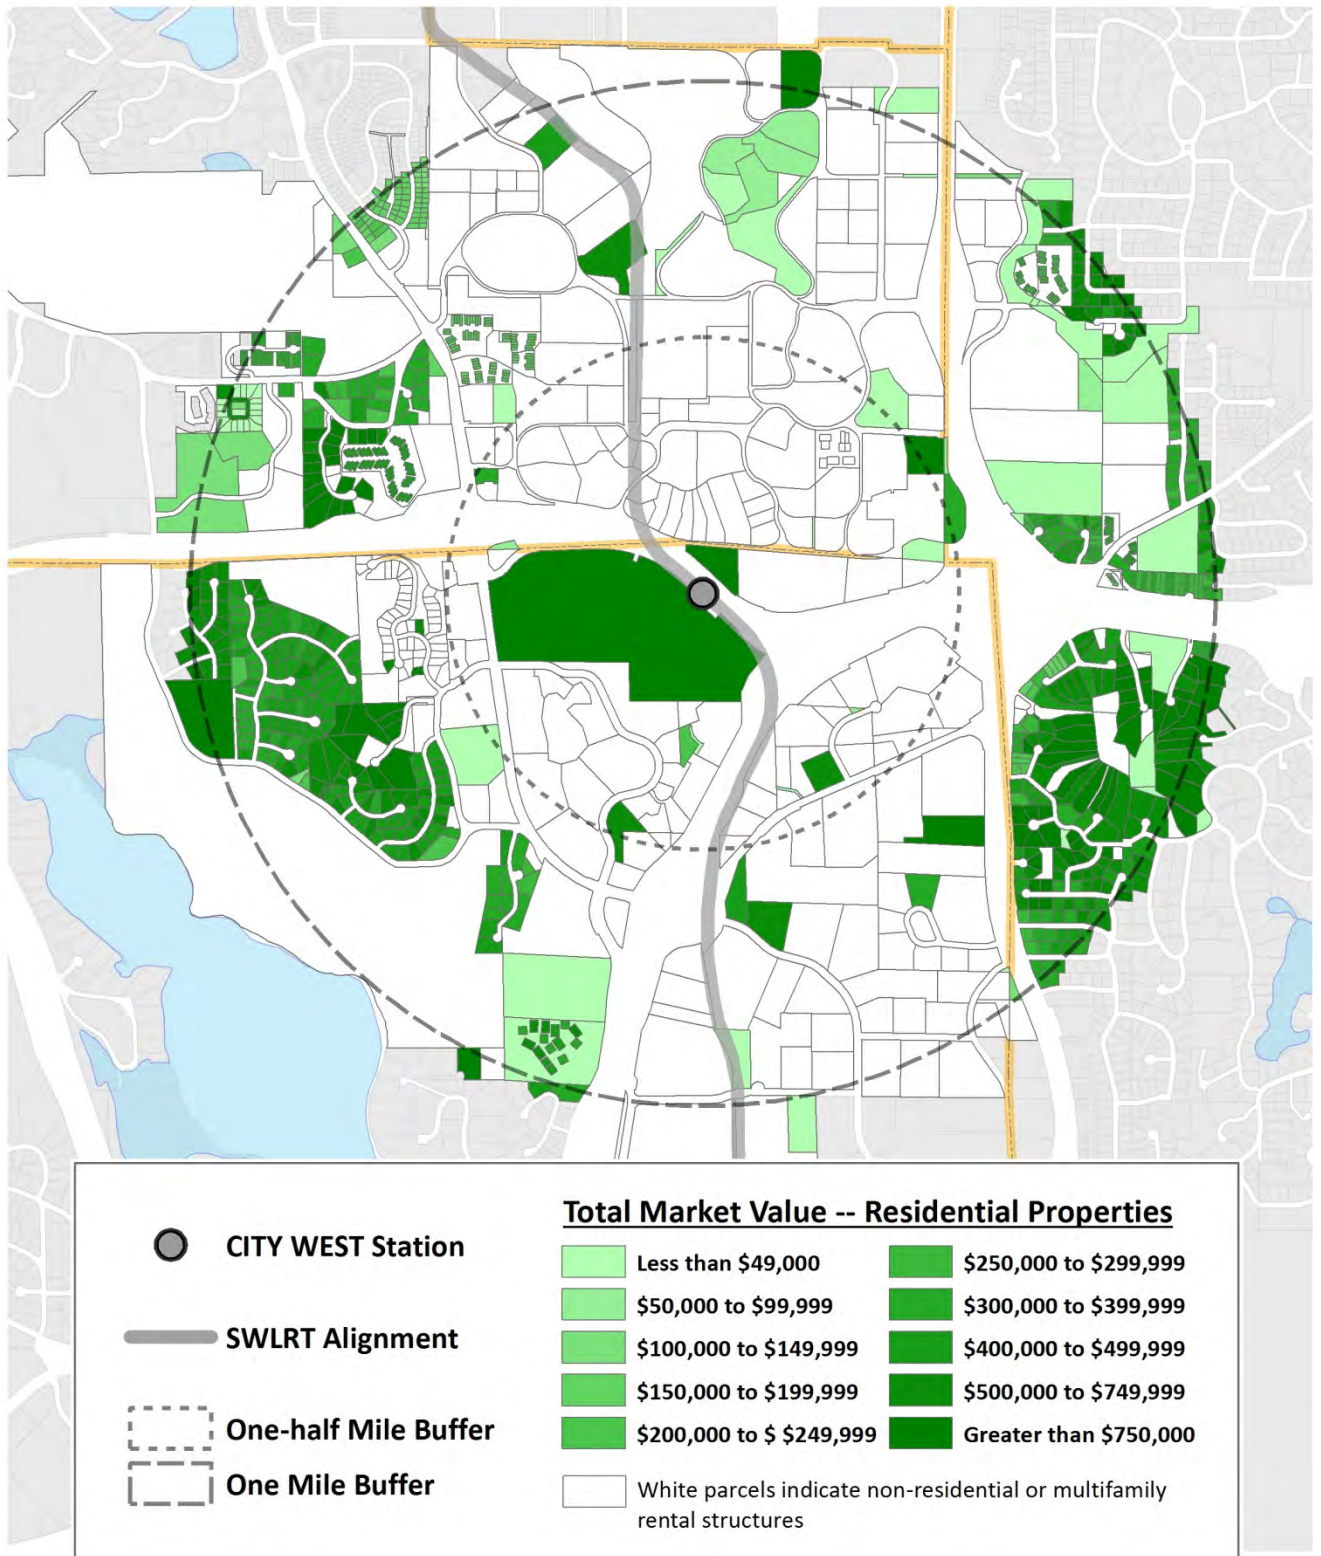 CITY WEST Station
SWLRT Alignment
One-half Mile Buffer
One Mile Buffer
Total Market Value -- Residential Properties
Less than $49,000
$50,000 to $99,999
$100,000 to $149,999
$150,000 to $199,999
$200,000 to $ $249,999
$250,000 to $299,999
$300,000 to $399,999
$400,000 to $499,999
$500,000 to $749,999
Greater than $750,000
White parcels indicate non-residential or multifamily
rental structures